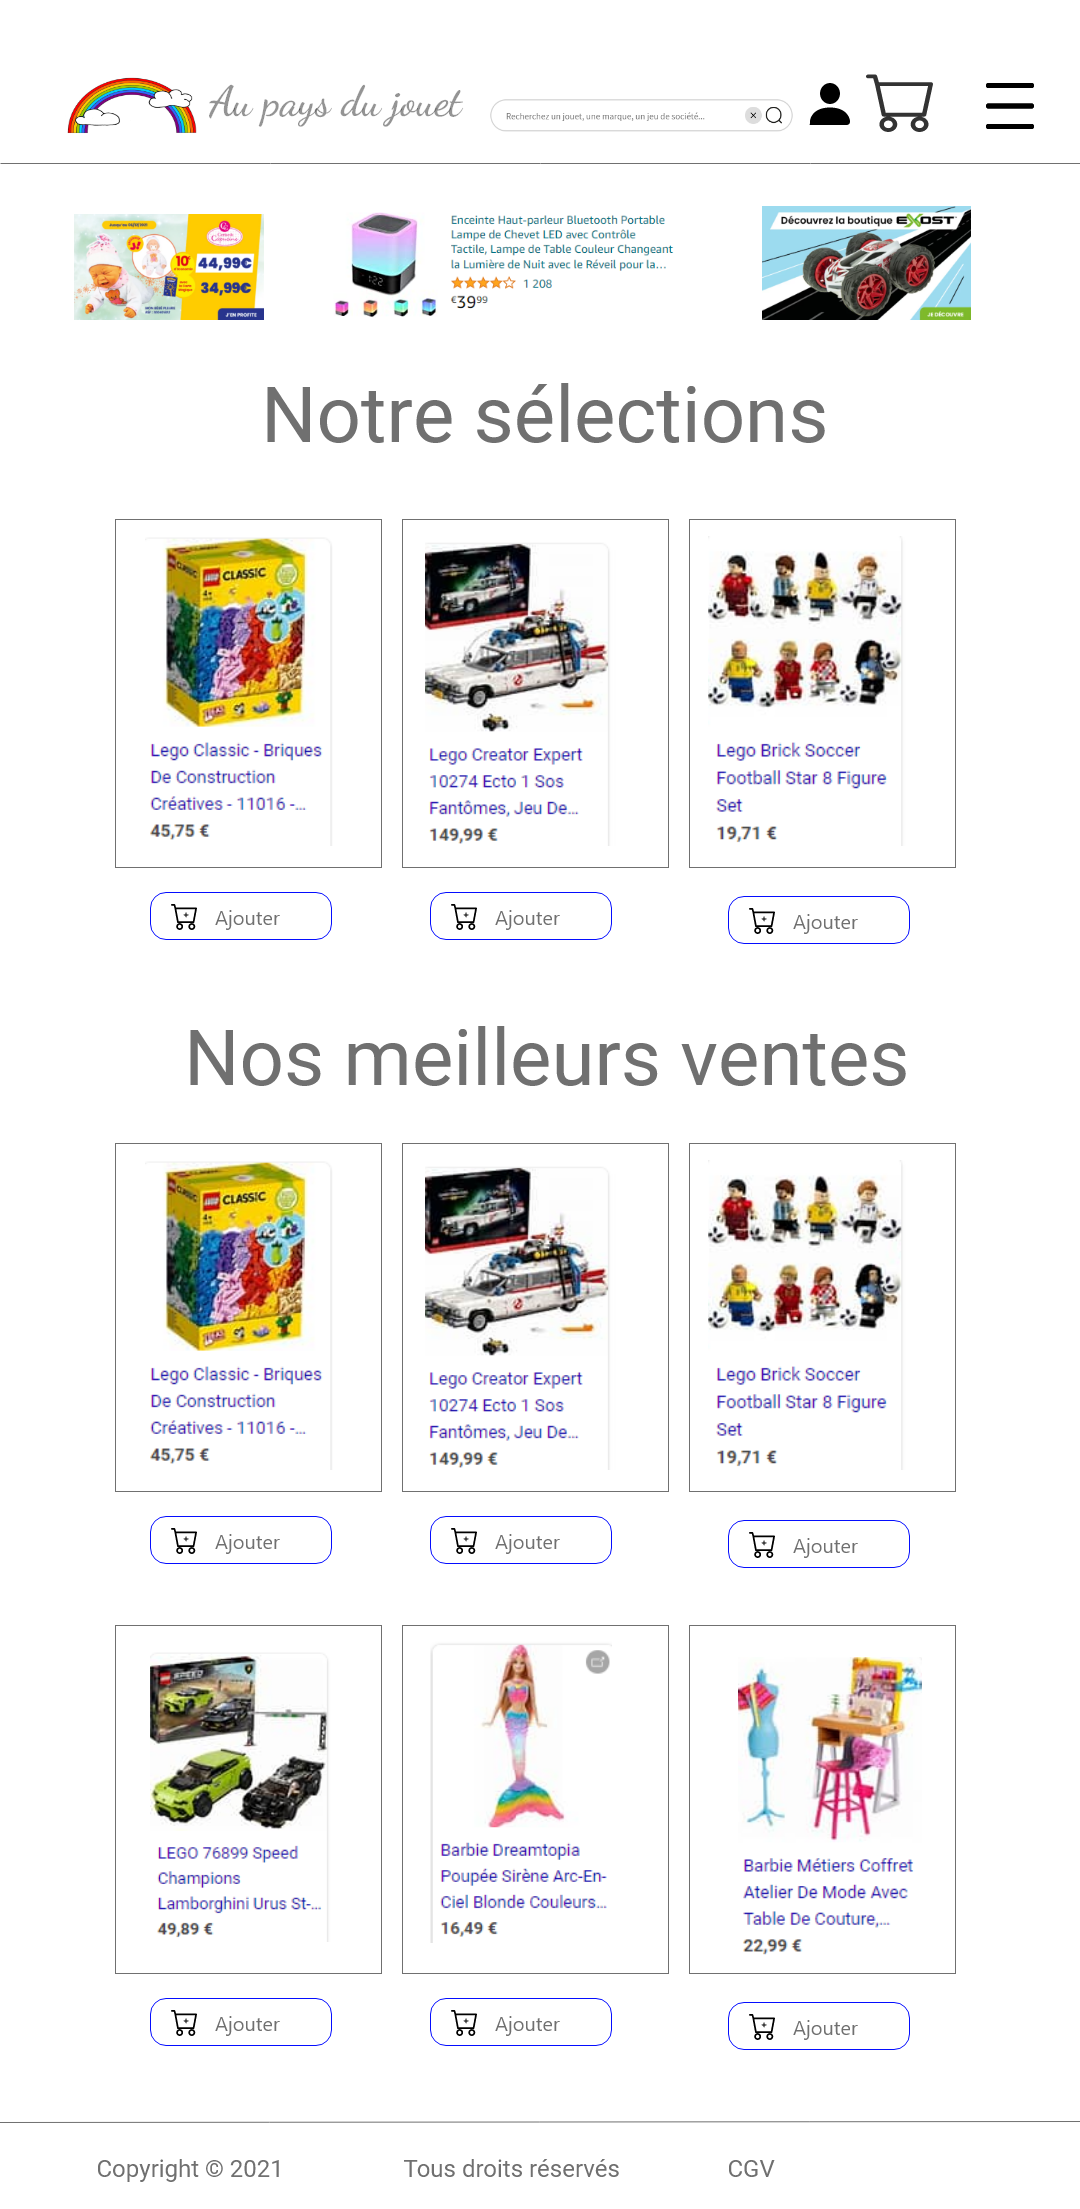 Au pays du jouet
Recherchez un jouet, une marque, un jeu de société...
10€
44,99€
34,99€
J'EN PROFITE
Enceinte Haut-parleur Bluetooth Portable
Lampe de Chevet LED avec Contrôle
Tactile, Lampe de Table Couleur Changeant
la Lumière de Nuit avec le Réveil pour la...
1 208
€3999
Découvrez la boutique EXOST
JE DÉCOUVRE
Notre sélections
LEGO CLASSIC
4+
Lego Classic - Briques
De Construction
Créatives - 11016 -...
45,75 €
Lego Creator Expert
10274 Ecto 1 Sos
Fantômes, Jeu De...
149,99 €
Lego Brick Soccer
Football Star 8 Figure
Set
19,71 €
Ajouter
Ajouter
Ajouter
Nos meilleurs ventes
LEGO CLASSIC
4+
Lego Classic - Briques
De Construction
Créatives - 11016 -...
45,75 €
Lego Creator Expert
10274 Ecto 1 Sos
Fantômes, Jeu De...
149,99 €
Lego Brick Soccer
Football Star 8 Figure
Set
19,71 €
Ajouter
Ajouter
Ajouter
SPEED
LEGO 76899 Speed
Champions
Lamborghini Urus St-...
49,89 €
Barbie Dreamtopia
Poupée Sirène Arc-En-
Ciel Blonde Couleurs...
16,49 €
Barbie Métiers Coffret
Atelier De Mode Avec
Table De Couture,...
22,99 €
Ajouter
Ajouter
Ajouter
Copyright © 2021
Tous droits réservés
CGV